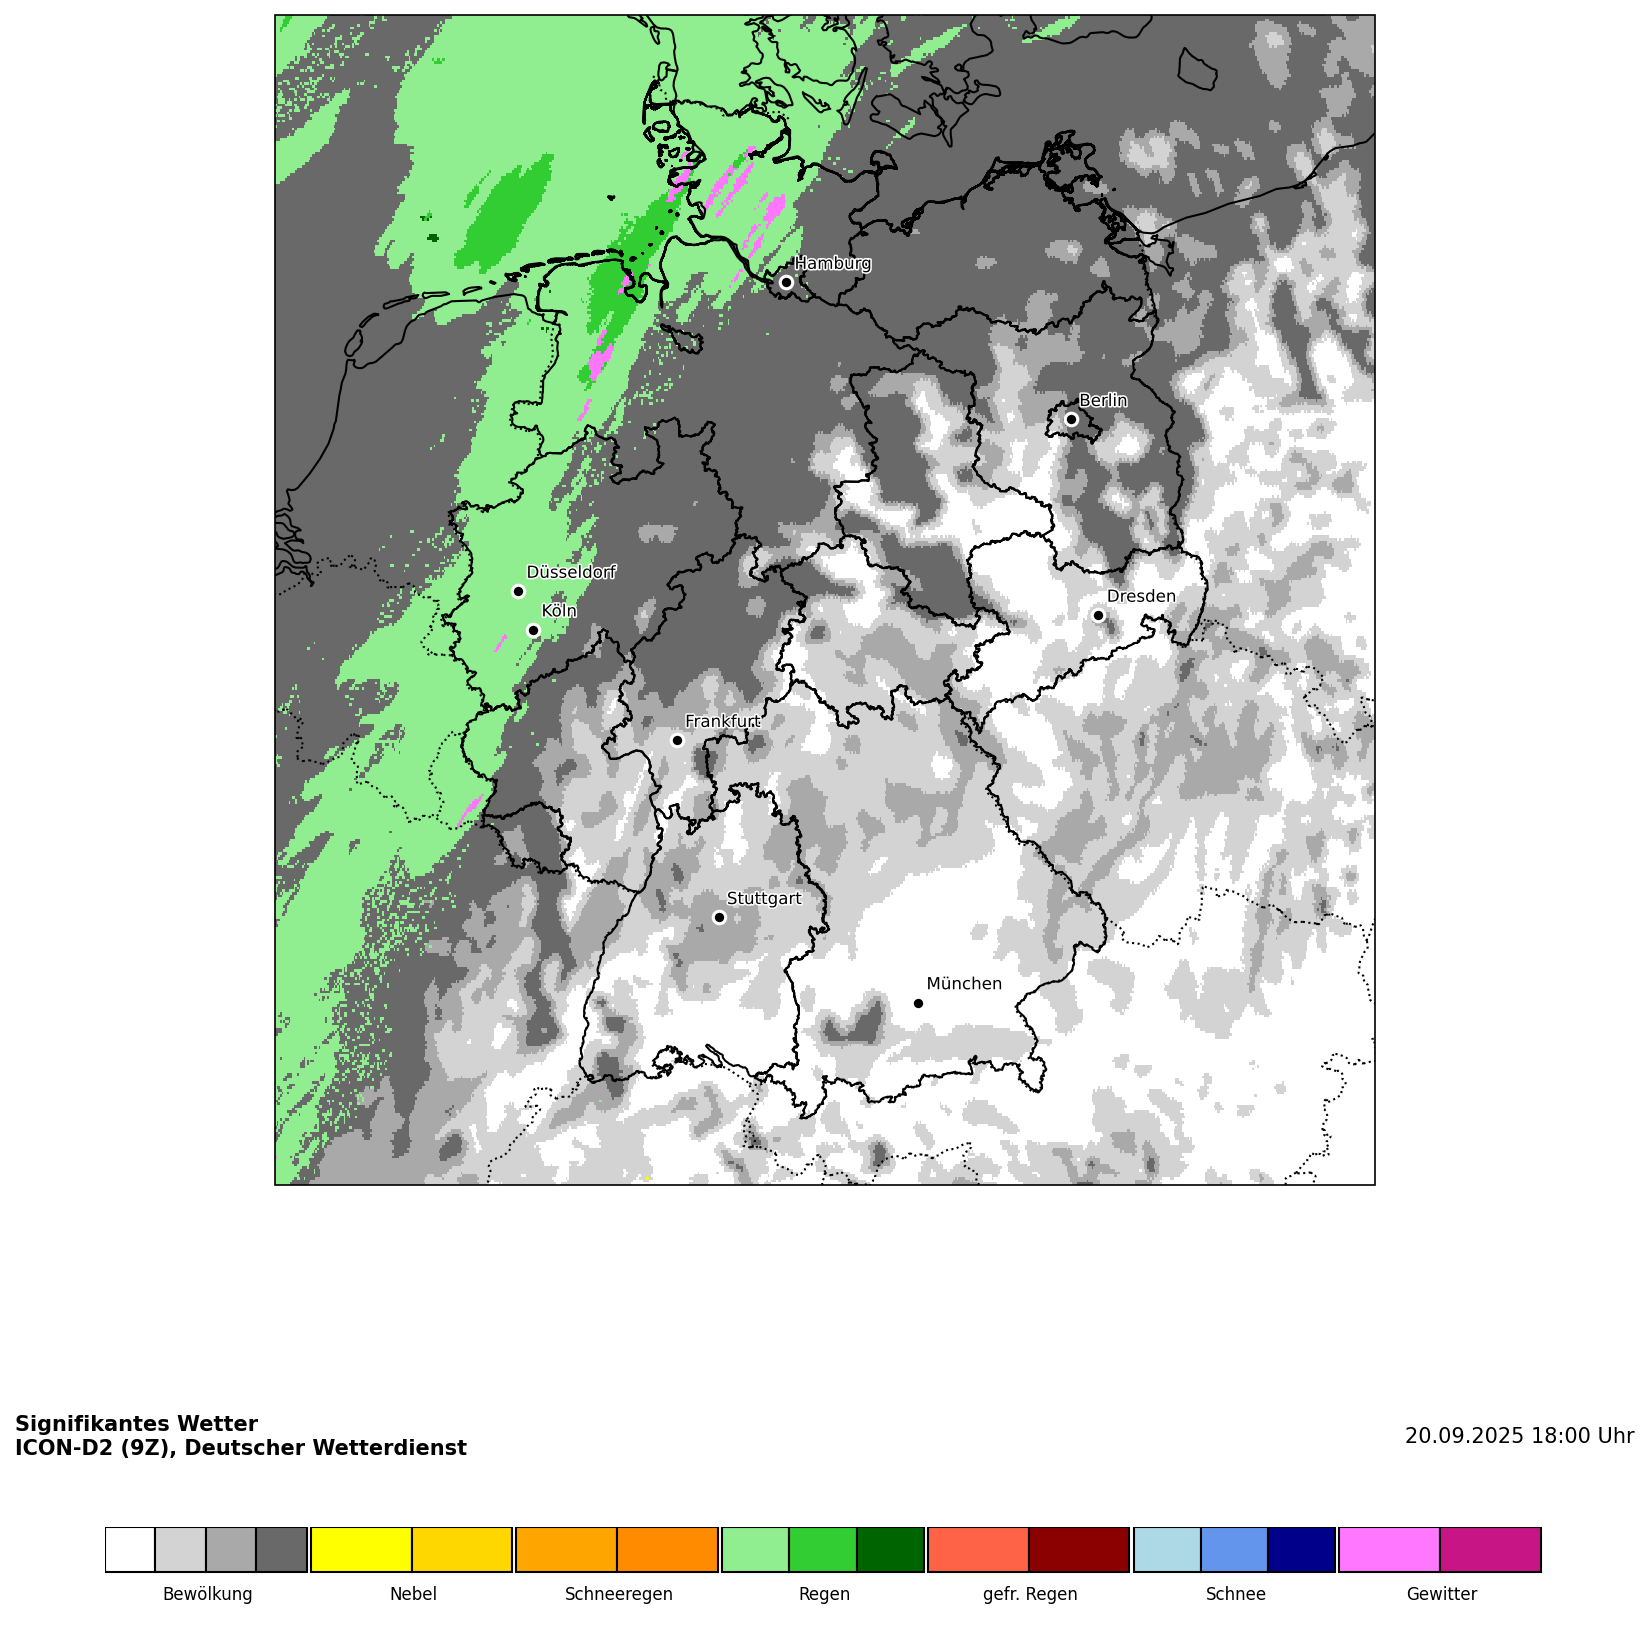 Hamburg
Berlin
Düsseldorf
Köln
Dresden
Frankfurt
Stuttgart
München
Signifikantes Wetter
ICON-D2 (9Z), Deutscher Wetterdienst
20.09.2025 18:00 Uhr
Bewölkung
Nebel
Schneeregen
Regen
gefr. Regen
Schnee
Gewitter